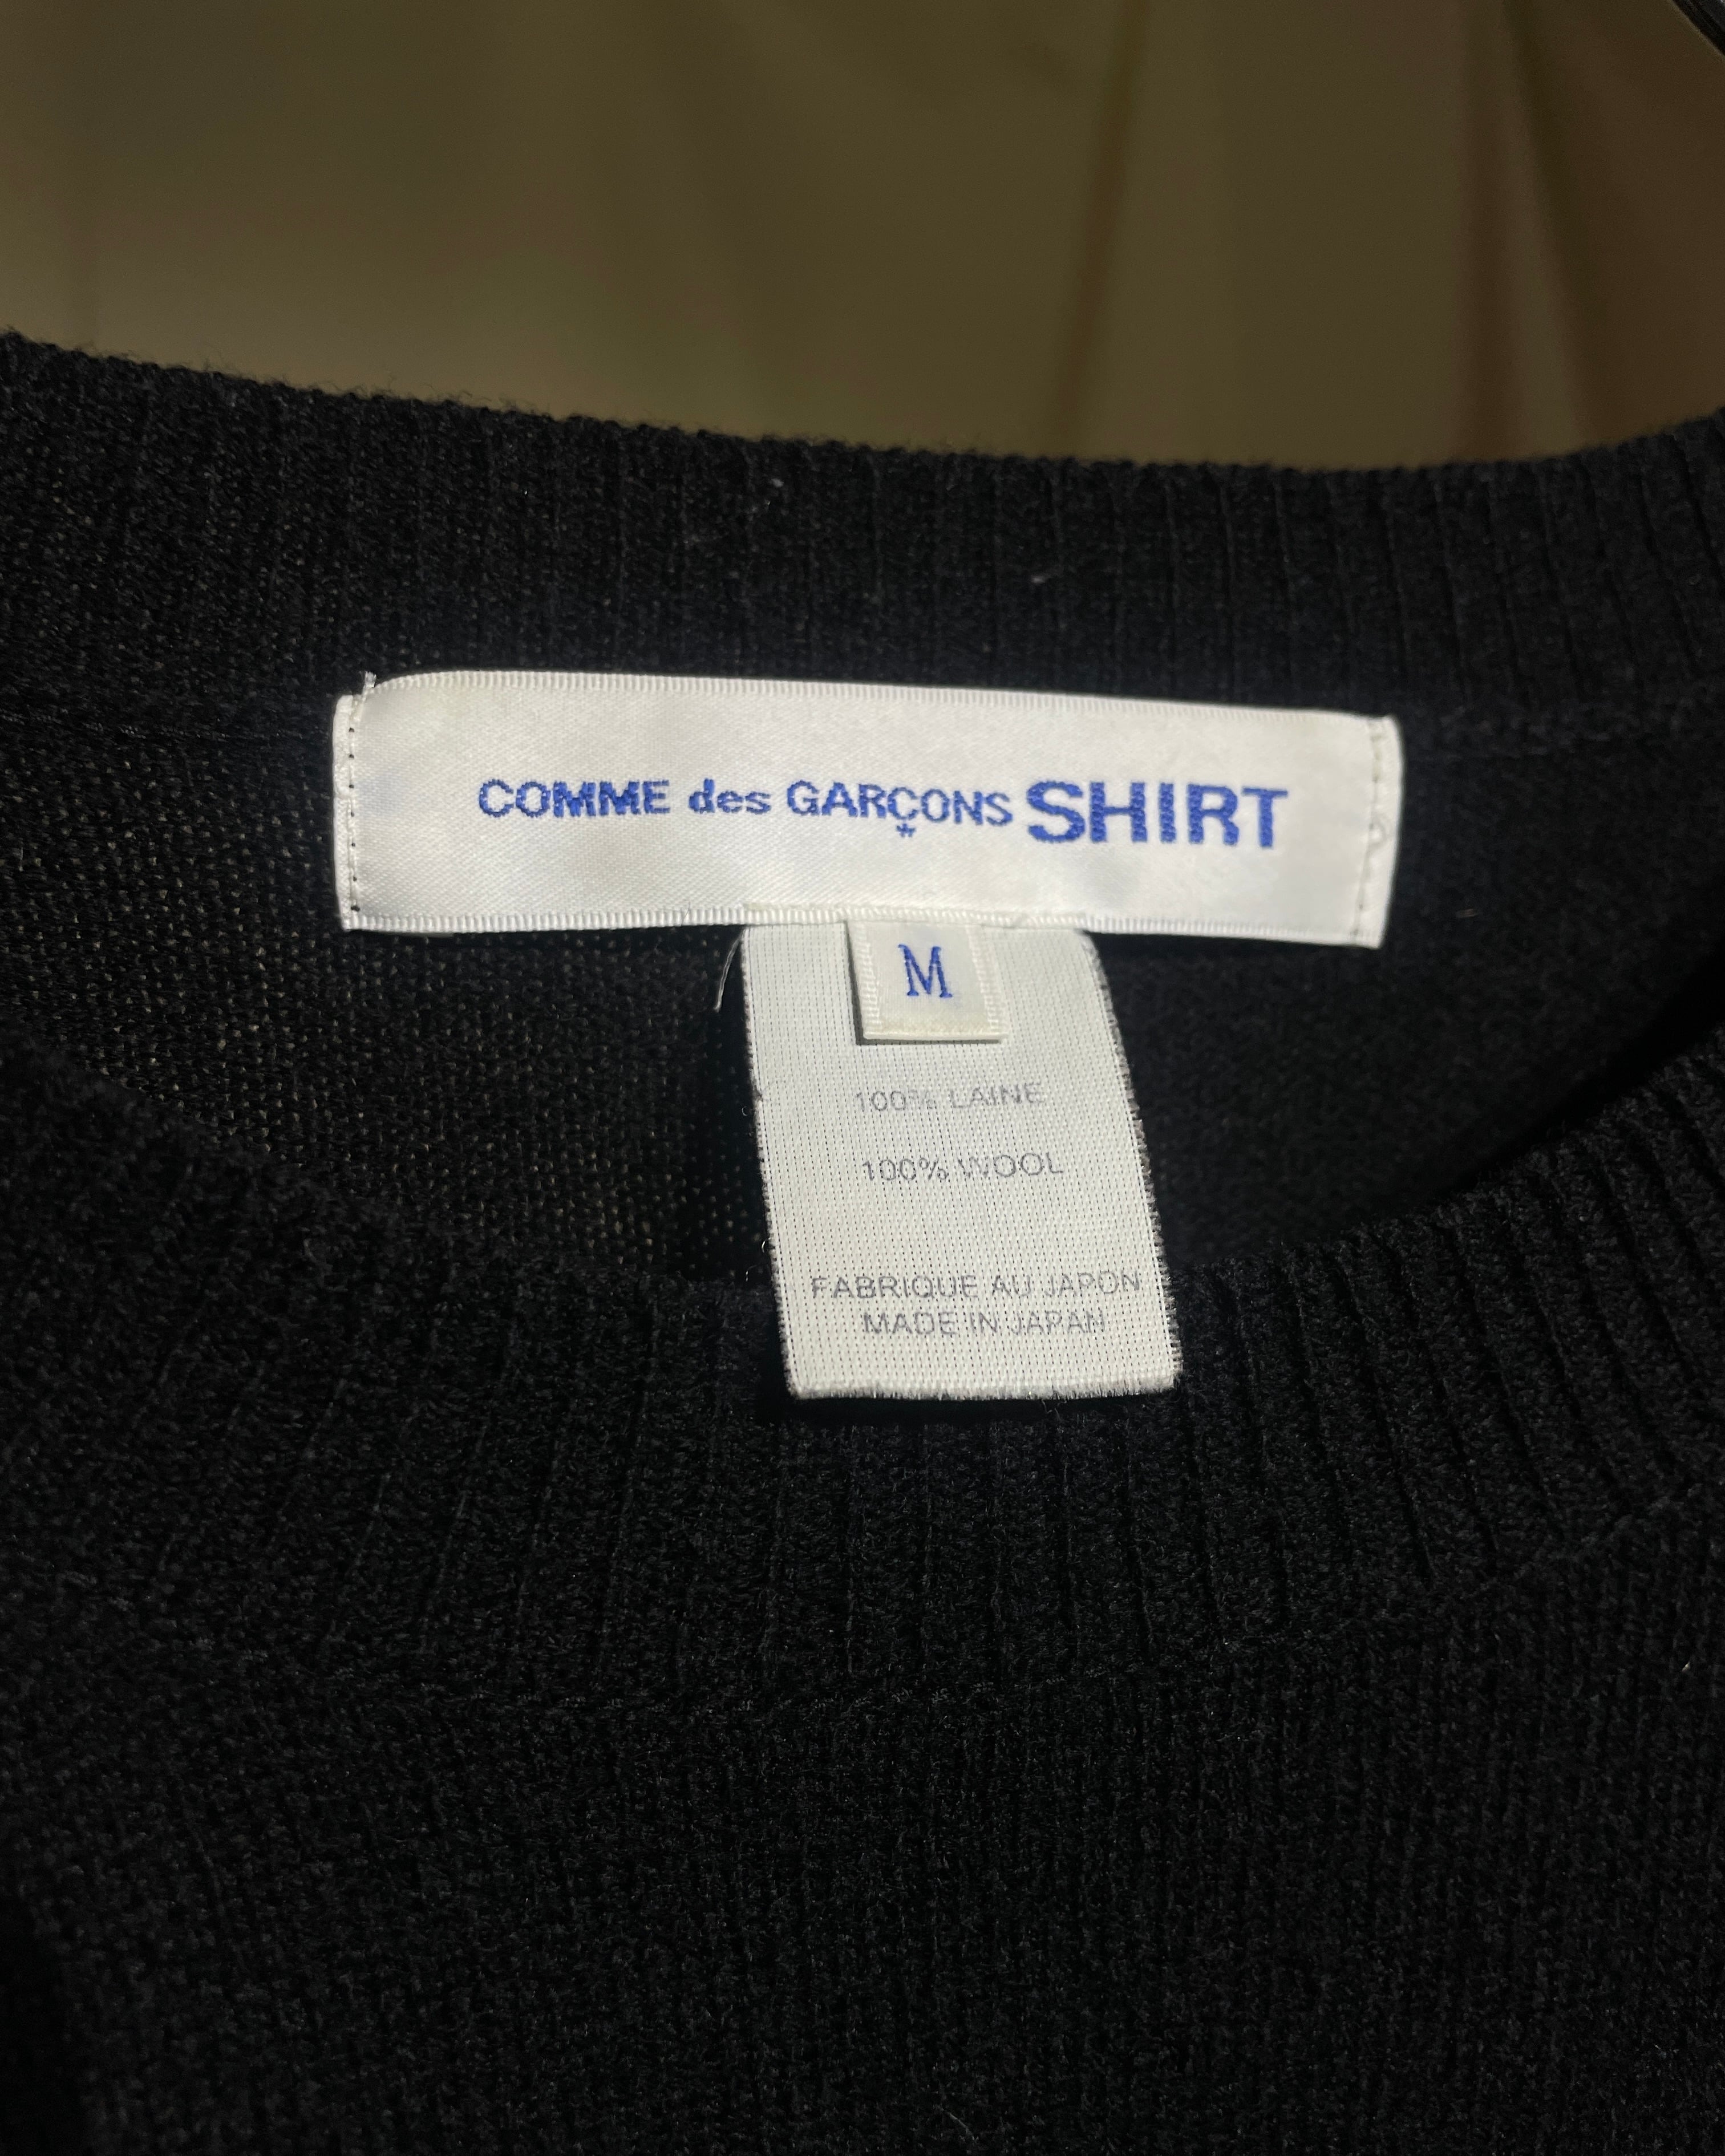 COMME des GARÇONS SHIRT
M
100% LAINE
100% WOOL
FABRIQUE AU JAPON
MADE IN JAPAN